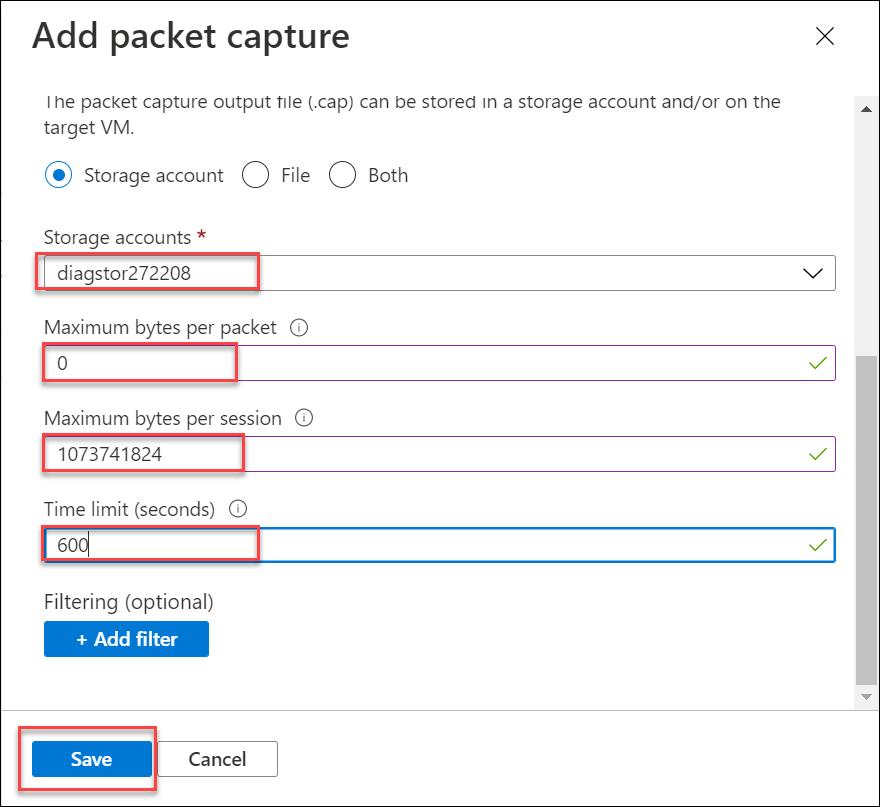 Add packet capture
The packet capture output file (.cap) can be stored in a storage account and/or on the
target VM.
Storage account File Both
Storage accounts *
diagstor272208
Maximum bytes per packet
0
Maximum bytes per session
1073741824
Time limit (seconds)
600
Filtering (optional)
+ Add filter
Save Cancel